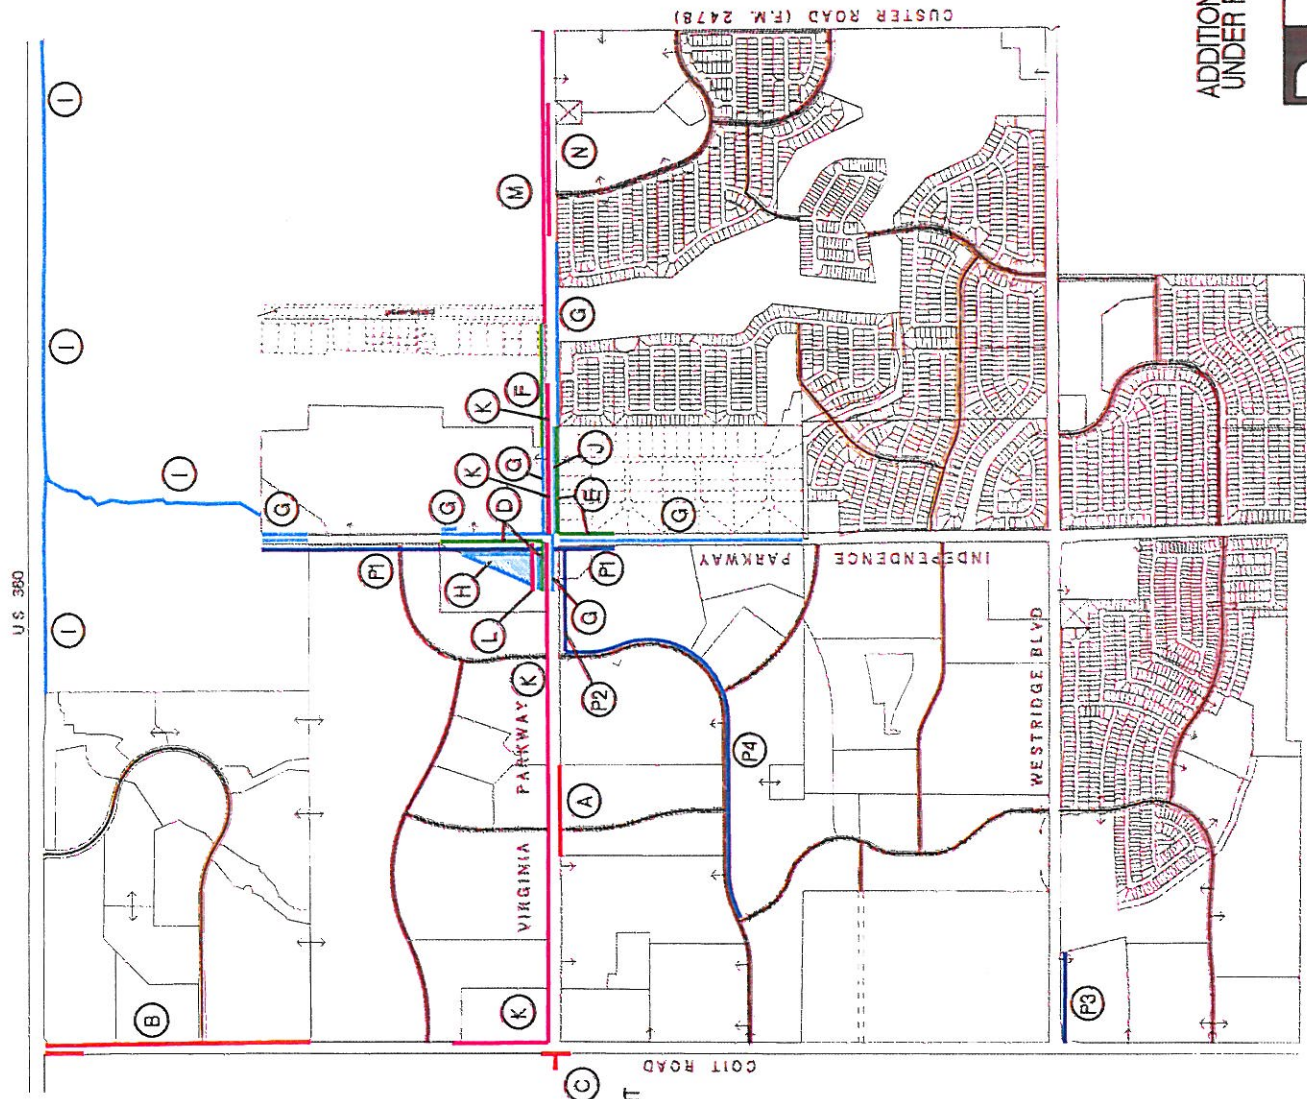 CUSTER ROAD (F.M. 2478)
ADDITION
UNDER
U.S. 380
I
I
I
I
M
N
G
F
K
K
G
J
E
D
G
G
G
P1
H
L
P1
G
K
P2
P4
A
B
K
C
P3
VIRGINIA PARKWAY
INDEPENDENCE PARKWAY
WESTRIDGE BLVD
COIT ROAD